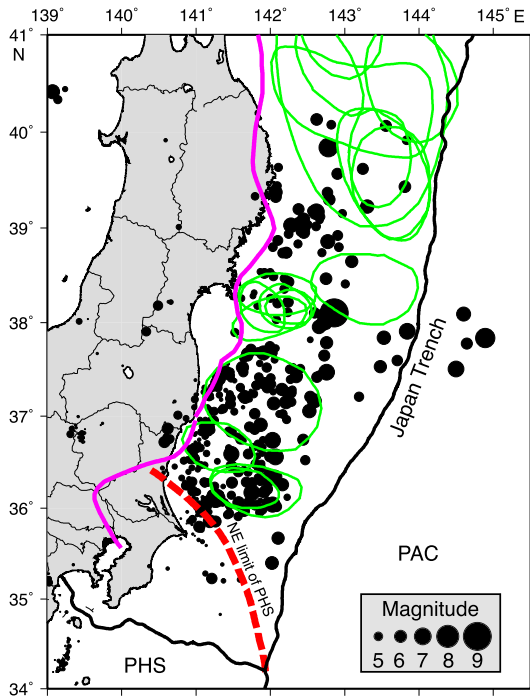 139° 140° 141° 142° 143° 144° 145° E
41°
N
40°
39°
38°
Japan Trench
37°
36°
NE limit of PHS
PAC
35°
Magnitude
5 6 7 8 9
PHS
34°